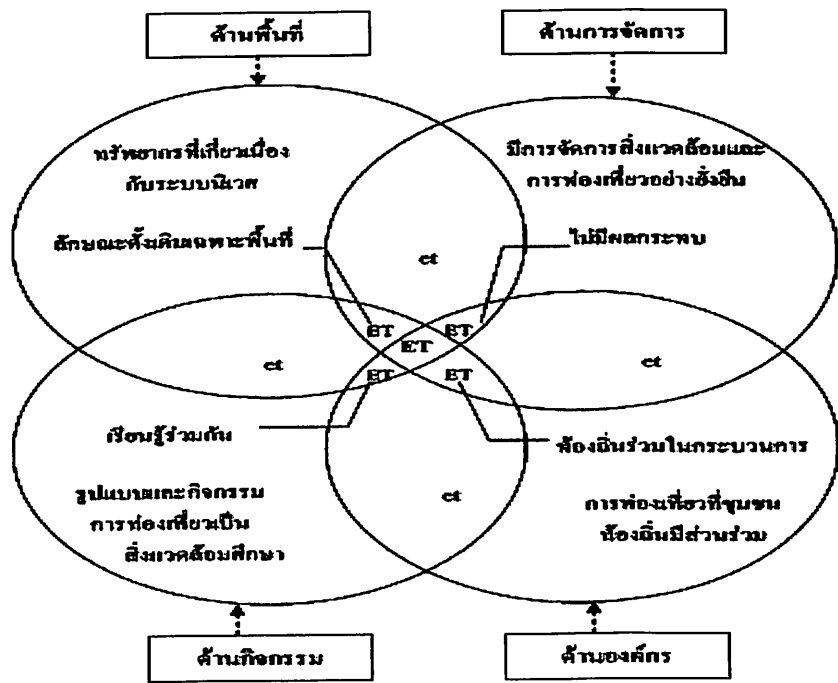 ด้านพื้นที่
ด้านการจัดการ
ทรัพยากรที่เกี่ยวเนื่อง
กับระบบนิเวศ
มีการจัดการสิ่งแวดล้อมและ
การท่องเที่ยวอย่างยั่งยืน
ลักษณะดั้งเดิมเฉพาะพื้นที่
ไม่มีผลกระทบ
et
ET
ET
ET
et
et
ET
ET
เรียนรู้ร่วมกัน
ท้องถิ่นร่วมในกระบวนการ
รูปแบบและกิจกรรม
การท่องเที่ยวเป็น
สิ่งแวดล้อมศึกษา
et
การท่องเที่ยวที่ชุมชน
ท้องถิ่นมีส่วนร่วม
ด้านกิจกรรม
ด้านองค์กร